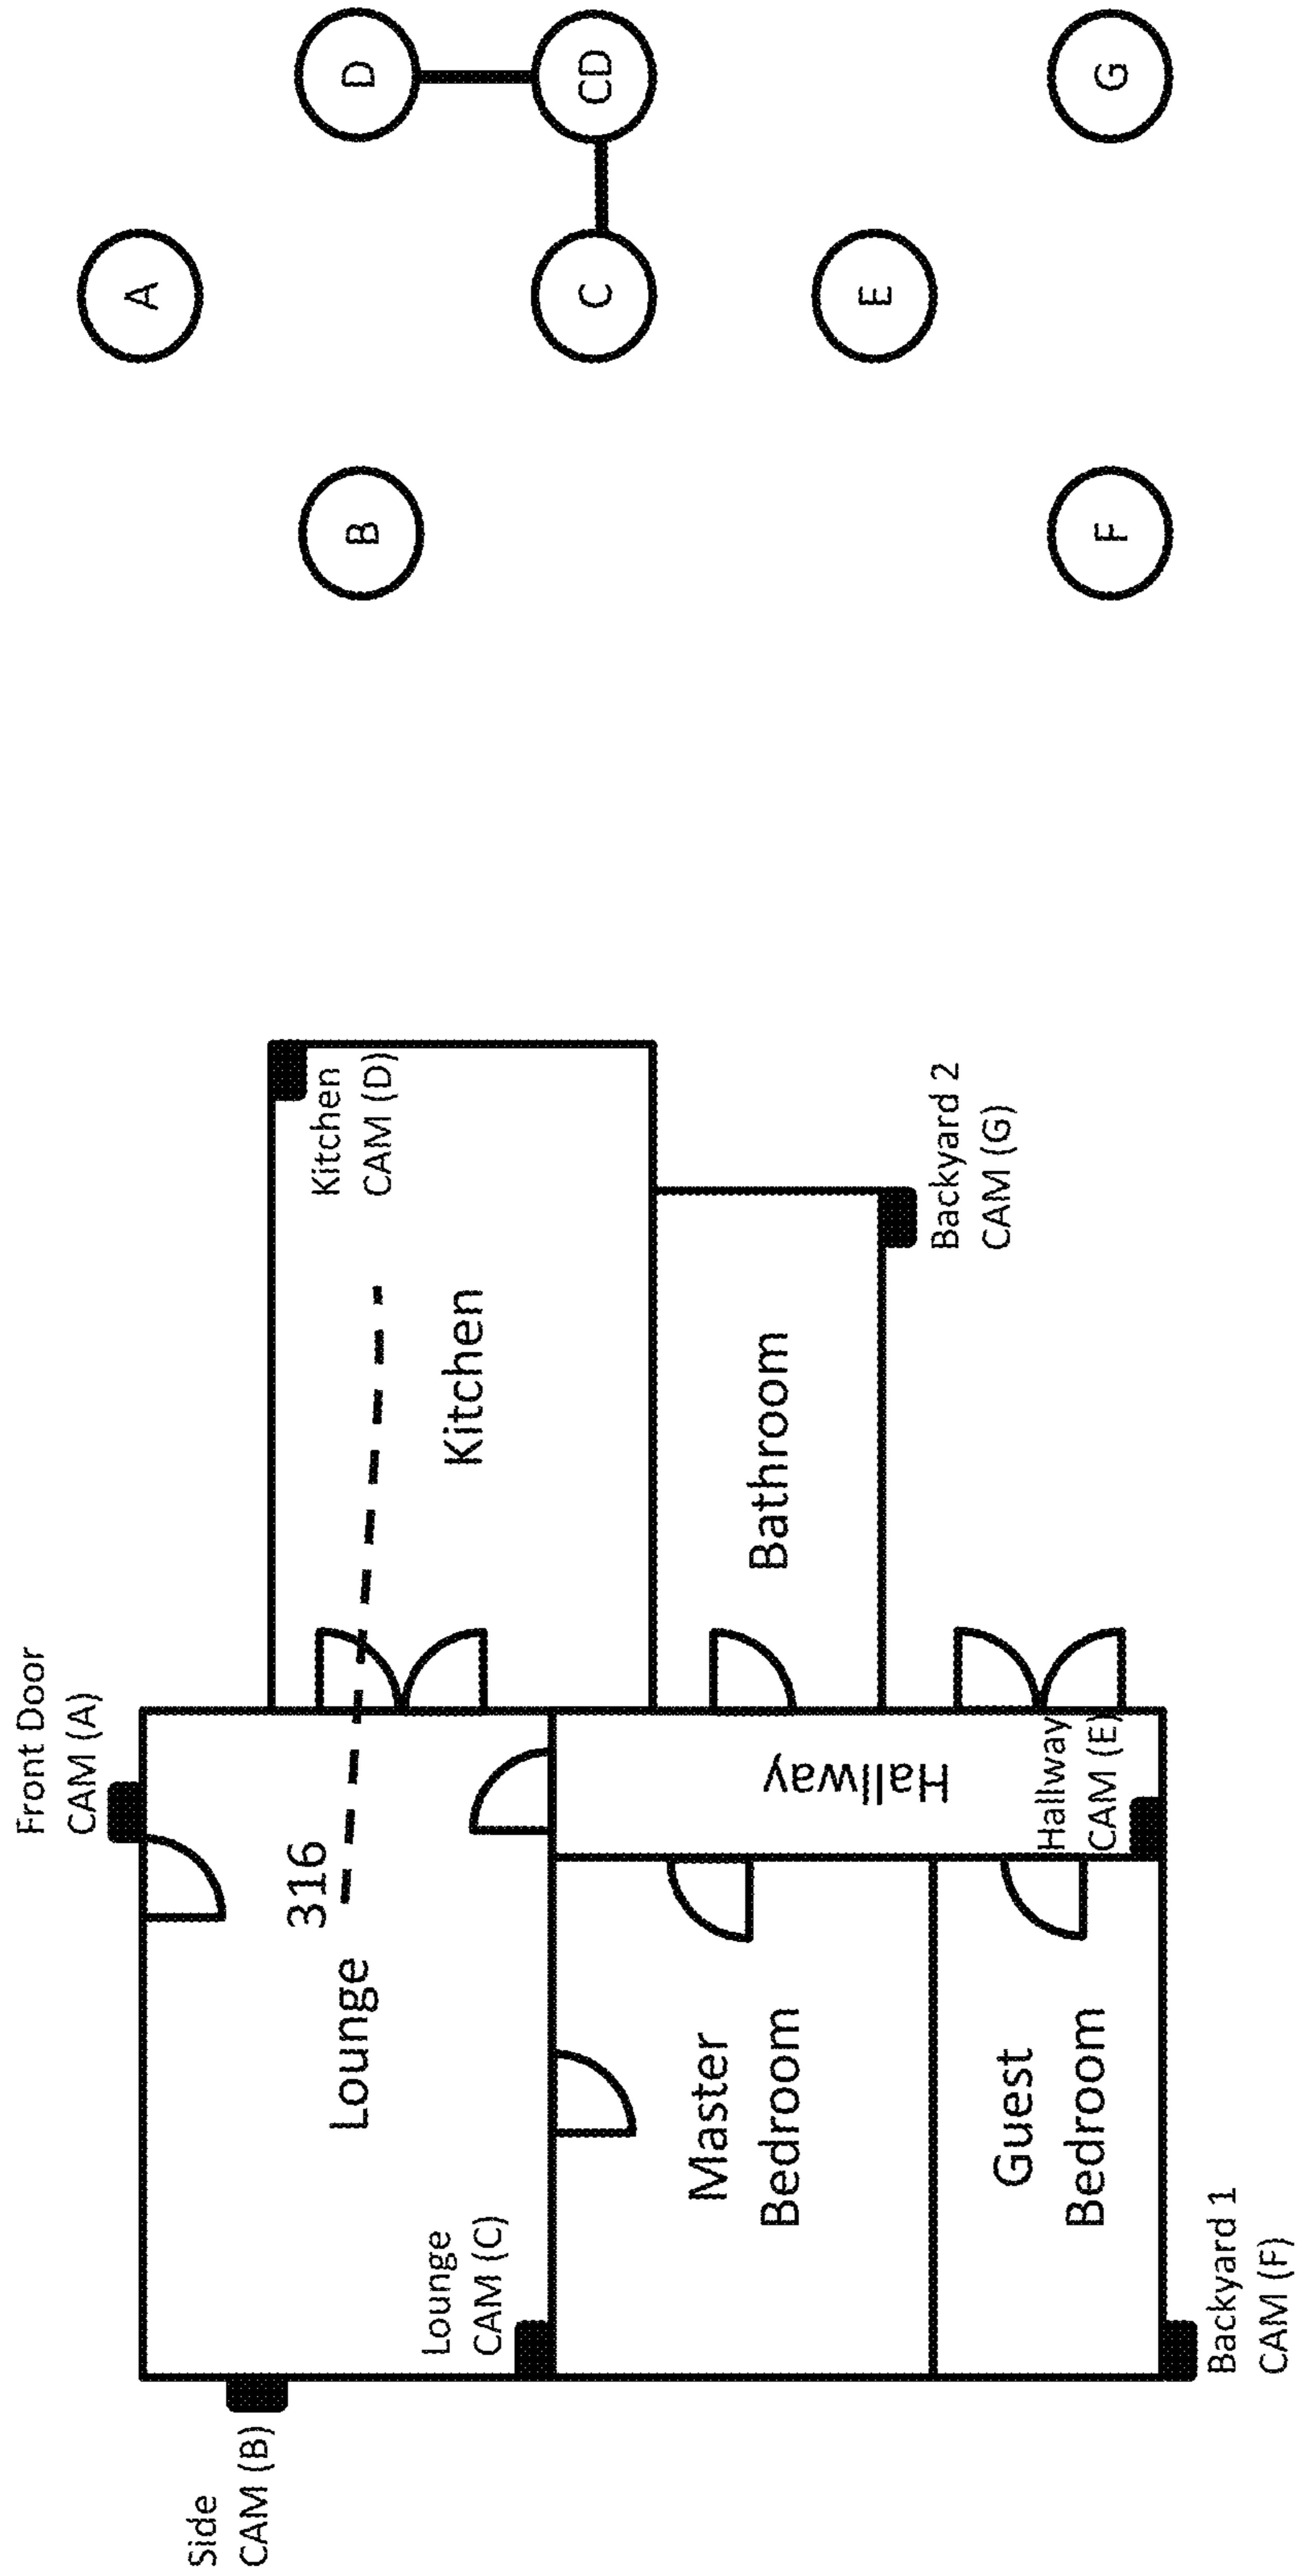 Front Door
CAM (A)
Side
CAM (B)
316
Lounge
Lounge
CAM (C)
Kitchen
CAM (D)
Kitchen
Master
Bedroom
Hallway
Bathroom
Guest
Bedroom
Hallway
CAM (E)
Backyard 2
CAM (G)
Backyard 1
CAM (F)
A
B
D
C
CD
E
F
G